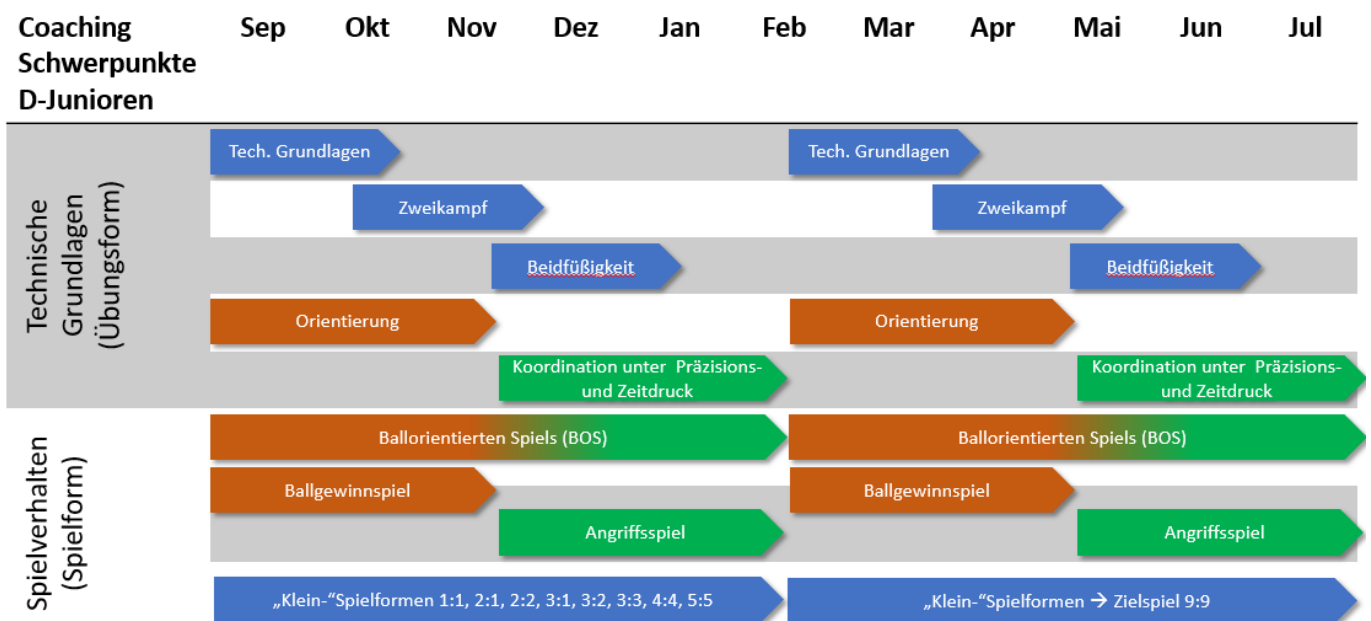 Coaching
Schwerpunkte
D-Junioren
Sep Okt Nov Dez Jan Feb Mar Apr Mai Jun Jul
Technische
Grundlagen
(Übungsform)
Tech. Grundlagen Tech. Grundlagen
Zweikampf Zweikampf
Beidfüßigkeit Beidfüßigkeit
Orientierung Orientierung
Koordination unter Präzisions-
und Zeitdruck
Koordination unter Präzisions-
und Zeitdruck
Spielverhalten
(Spielform)
Ballorientierten Spiels (BOS) Ballorientierten Spiels (BOS)
Ballgewinnspiel Ballgewinnspiel
Angriffsspiel Angriffsspiel
„Klein-“Spielformen 1:1, 2:1, 2:2, 3:1, 3:2, 3:3, 4:4, 5:5 „Klein-“Spielformen → Zielspiel 9:9